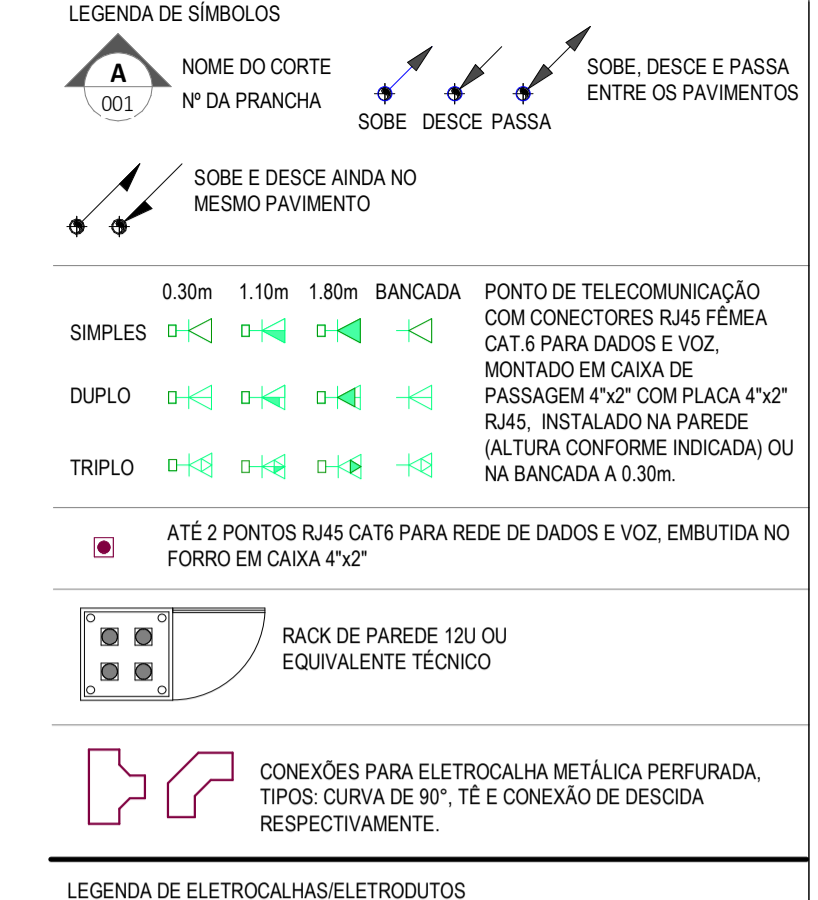 LEGENDA DE SÍMBOLOS
A
001
NOME DO CORTE
Nº DA PRANCHA
SOBE DESCE PASSA
SOBE, DESCE E PASSA
ENTRE OS PAVIMENTOS
SOBE E DESCE AINDA NO
MESMO PAVIMENTO
0.30m 1.10m 1.80m BANCADA
SIMPLES
DUPLO
TRIPLO
PONTO DE TELECOMUNICAÇÃO
COM CONECTORES RJ45 FÊMEA
CAT.6 PARA DADOS E VOZ,
MONTADO EM CAIXA DE
PASSAGEM 4"x2" COM PLACA 4"x2"
RJ45, INSTALADO NA PAREDE
(ALTURA CONFORME INDICADA) OU
NA BANCADA A 0.30m.
ATÉ 2 PONTOS RJ45 CAT6 PARA REDE DE DADOS E VOZ, EMBUTIDA NO
FORRO EM CAIXA 4"x2"
RACK DE PAREDE 12U OU
EQUIVALENTE TÉCNICO
CONEXÕES PARA ELETROCALHA METÁLICA PERFURADA,
TIPOS: CURVA DE 90°, TÊ E CONEXÃO DE DESCIDA
RESPECTIVAMENTE.
LEGENDA DE ELETROCALHAS/ELETRODUTOS